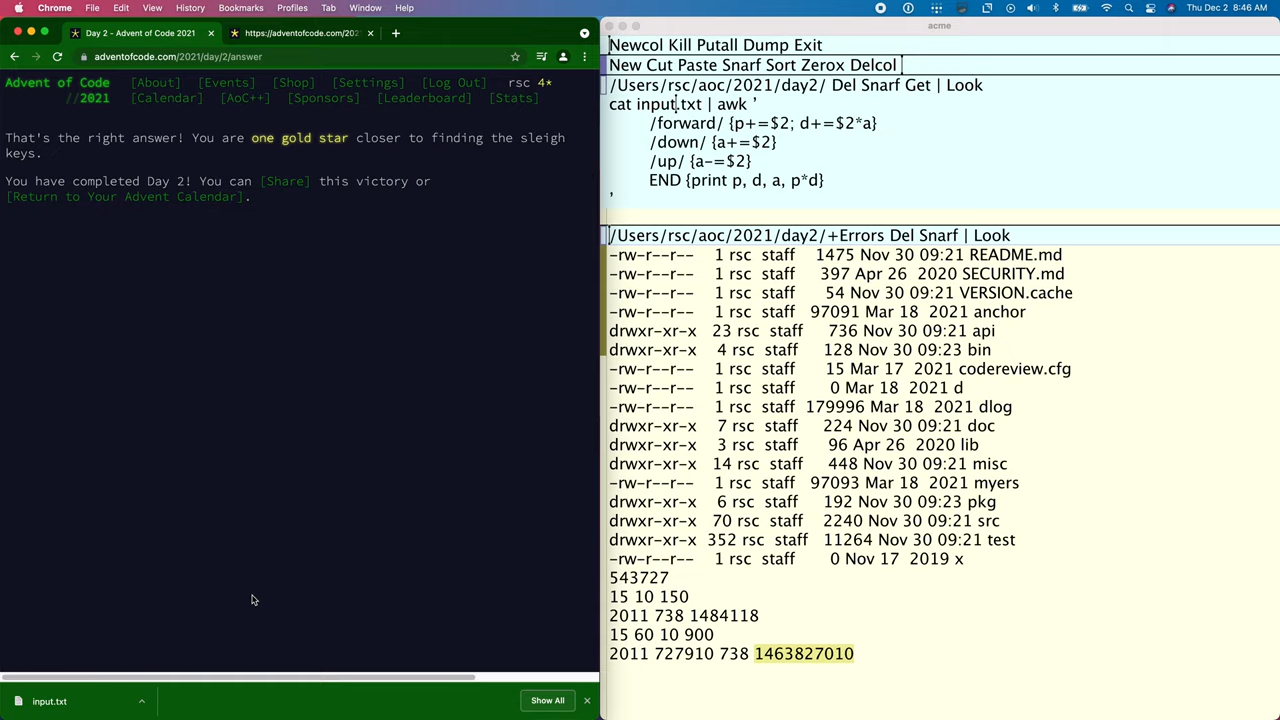 Chrome File Edit View History Bookmarks Profiles Tab Window Help
Thu Dec 2 8:46 AM
Day 2 - Advent of Code 2021
https://adventofcode.com/202
adventofcode.com/2021/day/2/answer
Advent of Code [About] [Events] [Shop] [Settings] [Log Out] rsc 4*
//2021 [Calendar] [AoC++] [Sponsors] [Leaderboard] [Stats]
That's the right answer! You are one gold star closer to finding the sleigh
keys.
You have completed Day 2! You can [Share] this victory or
[Return to Your Advent Calendar].
input.txt
Show All
acme
Newcol Kill Putall Dump Exit
New Cut Paste Snarf Sort Zerox Delcol
/Users/rsc/aoc/2021/day2/ Del Snarf Get | Look
cat input.txt | awk '
/forward/ {p+=$2; d+=$2*a}
/down/ {a+=$2}
/up/ {a-=$2}
END {print p, d, a, p*d}
'
/Users/rsc/aoc/2021/day2/+Errors Del Snarf | Look
-rw-r--r-- 1 rsc staff 1475 Nov 30 09:21 README.md
-rw-r--r-- 1 rsc staff 397 Apr 26 2020 SECURITY.md
-rw-r--r-- 1 rsc staff 54 Nov 30 09:21 VERSION.cache
-rw-r--r-- 1 rsc staff 97091 Mar 18 2021 anchor
drwxr-xr-x 23 rsc staff 736 Nov 30 09:21 api
drwxr-xr-x 4 rsc staff 128 Nov 30 09:23 bin
-rw-r--r-- 1 rsc staff 15 Mar 17 2021 codereview.cfg
-rw-r--r-- 1 rsc staff 0 Mar 18 2021 d
-rw-r--r-- 1 rsc staff 179996 Mar 18 2021 dlog
drwxr-xr-x 7 rsc staff 224 Nov 30 09:21 doc
drwxr-xr-x 3 rsc staff 96 Apr 26 2020 lib
drwxr-xr-x 14 rsc staff 448 Nov 30 09:21 misc
-rw-r--r-- 1 rsc staff 97093 Mar 18 2021 myers
drwxr-xr-x 6 rsc staff 192 Nov 30 09:23 pkg
drwxr-xr-x 70 rsc staff 2240 Nov 30 09:21 src
drwxr-xr-x 352 rsc staff 11264 Nov 30 09:21 test
-rw-r--r-- 1 rsc staff 0 Nov 17 2019 x
543727
15 10 150
2011 738 1484118
15 60 10 900
2011 727910 738 1463827010